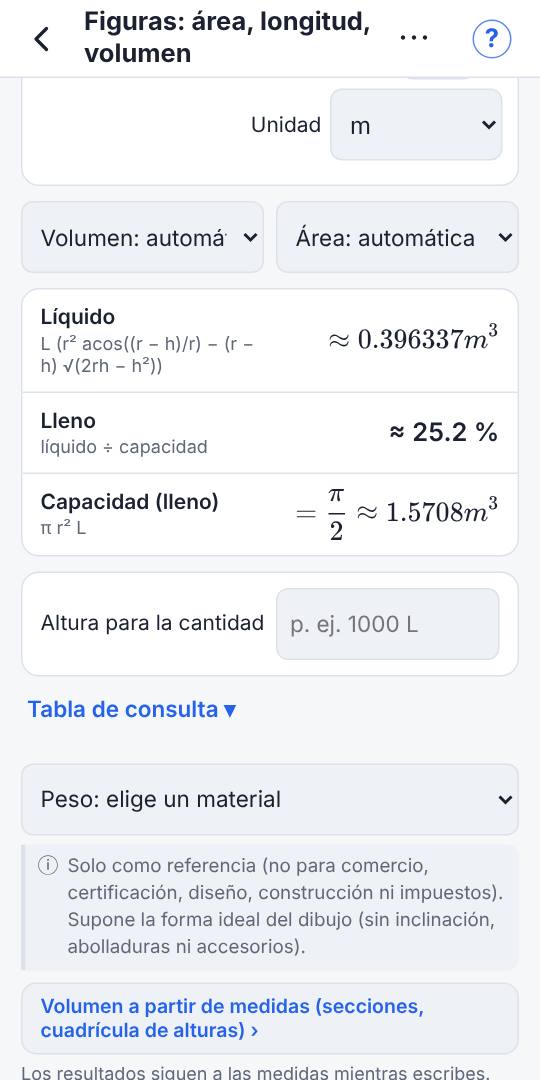 Figuras: área, longitud,
volumen
?
Unidad
m
Volumen: automá
Área: automática
Líquido
L (r² acos((r − h)/r) − (r −
h) √(2rh − h²))
≈ 0.396337m³
Lleno
líquido ÷ capacidad
≈ 25.2 %
Capacidad (lleno)
π r² L
= π/2 ≈ 1.5708m³
Altura para la cantidad
p. ej. 1000 L
Tabla de consulta ▾
Peso: elige un material
ⓘ Solo como referencia (no para comercio,
certificación, diseño, construcción ni impuestos).
Supone la forma ideal del dibujo (sin inclinación,
abolladuras ni accesorios).
Volumen a partir de medidas (secciones,
cuadrícula de alturas) ›
Los resultados siguen a las medidas mientras escribes.